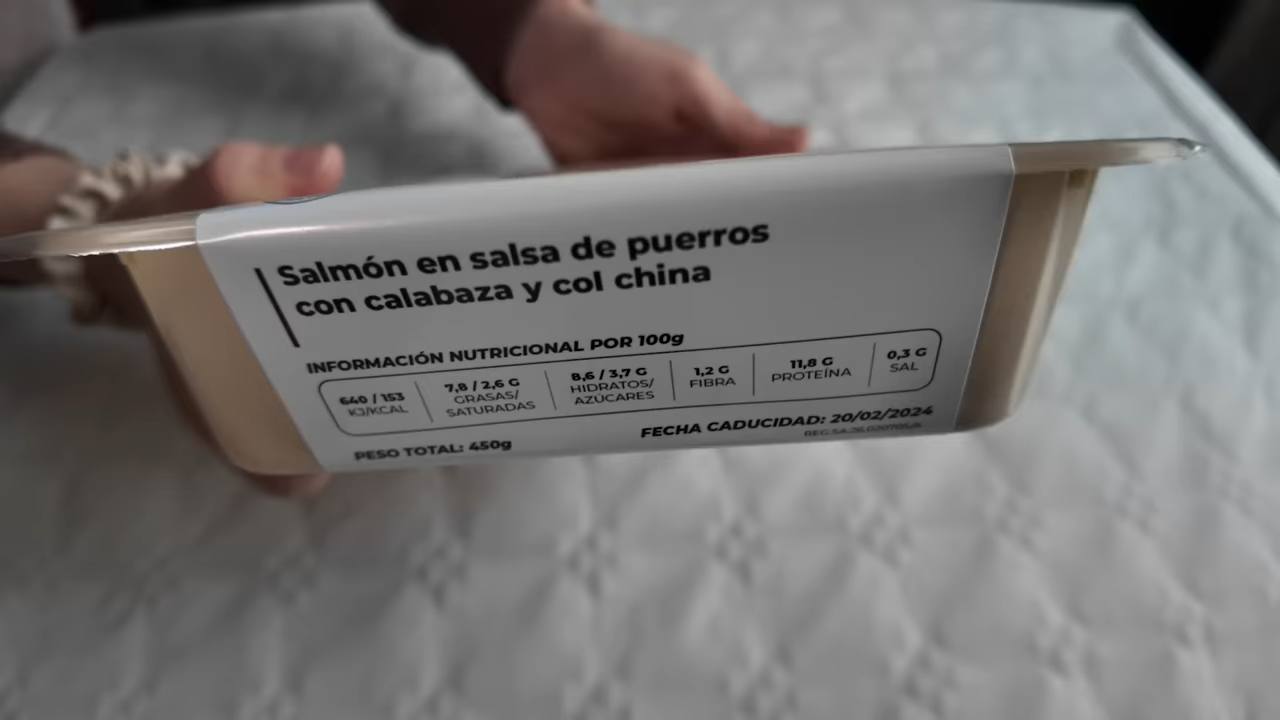 Salmón en salsa de puerros
con calabaza y col china
INFORMACIÓN NUTRICIONAL POR 100g
640 / 153
KJ/KCAL
7,8 / 2,6 G
GRASAS/
SATURADAS
8,6 / 3,7 G
HIDRATOS/
AZÚCARES
1,2 G
FIBRA
11,8 G
PROTEÍNA
0,3 G
SAL
PESO TOTAL: 450g
FECHA CADUCIDAD: 20/02/2024